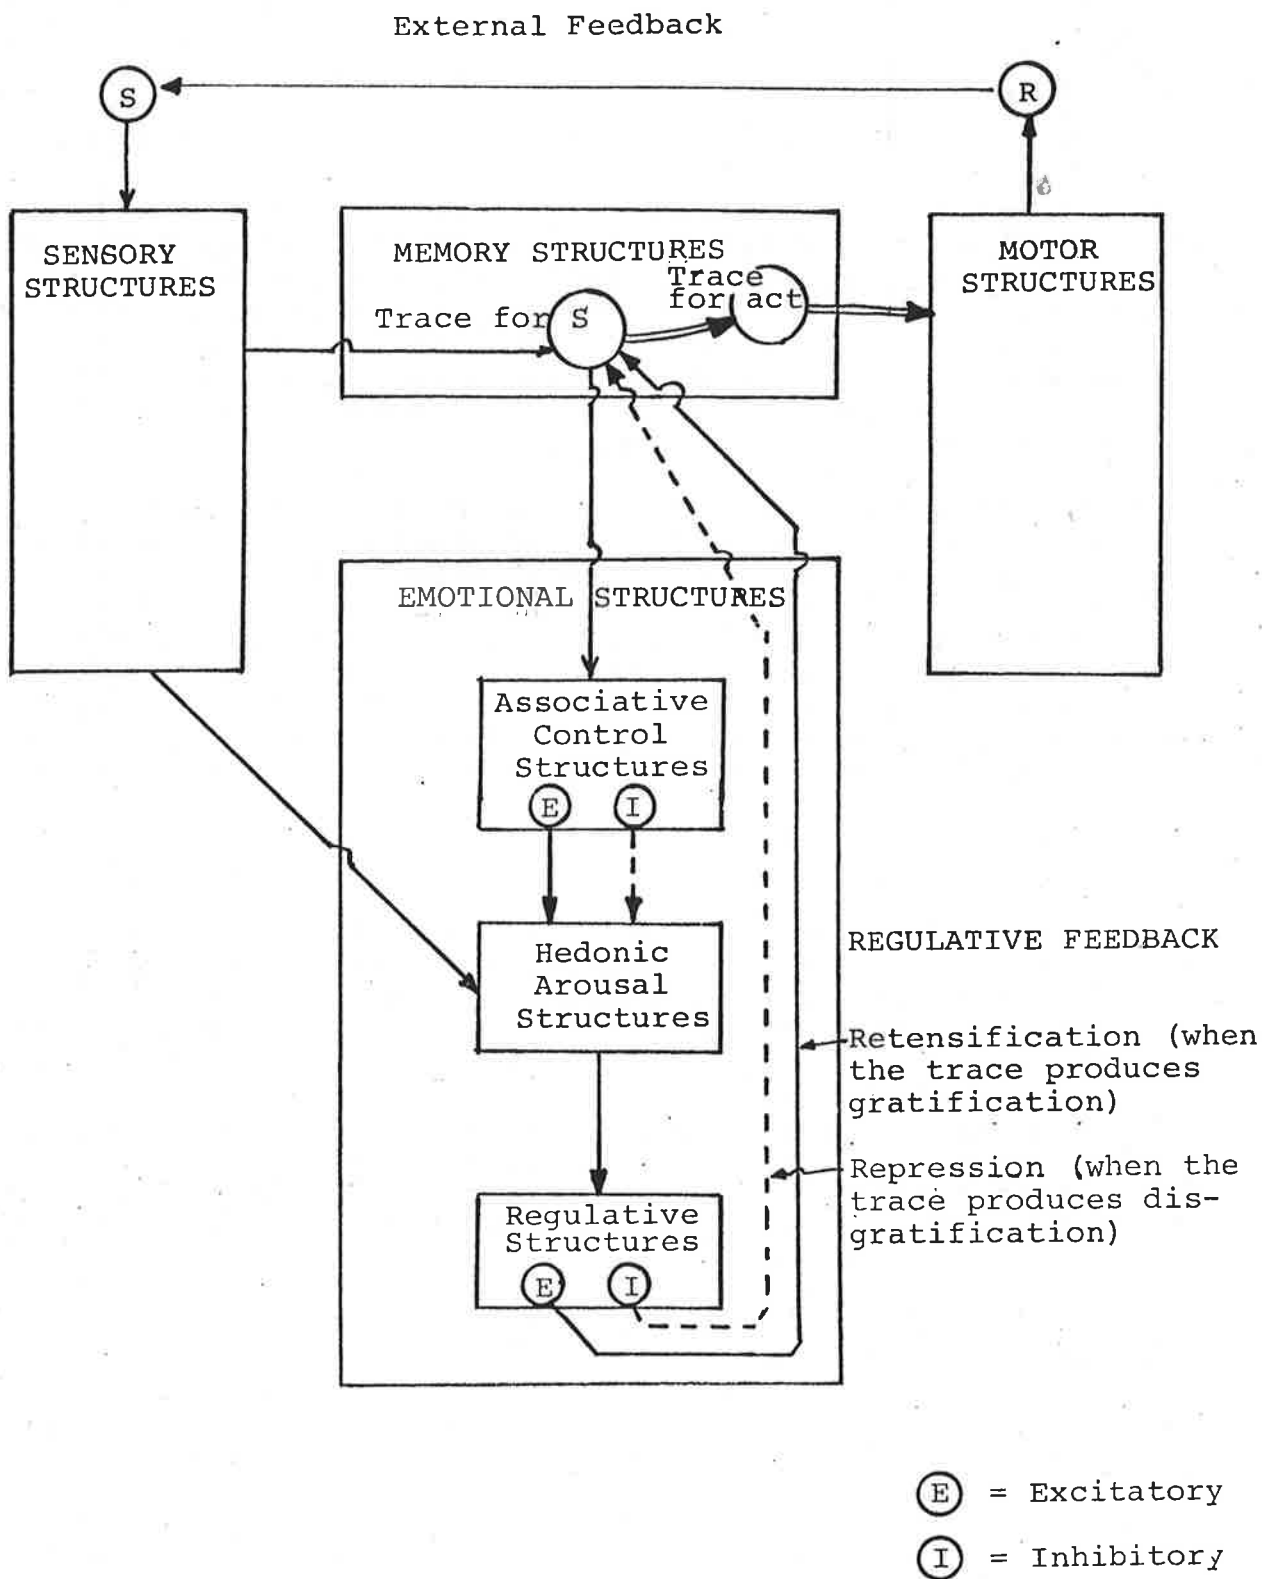 External Feedback
S
R
SENSORY
STRUCTURES
MEMORY STRUCTURES
Trace for S
Trace
for act
MOTOR
STRUCTURES
EMOTIONAL STRUCTURES
Associative
Control
Structures
E I
Hedonic
Arousal
Structures
REGULATIVE FEEDBACK
Retensification (when
the trace produces
gratification)
Repression (when the
trace produces dis-
gratification)
Regulative
Structures
E I
E = Excitatory
I = Inhibitory